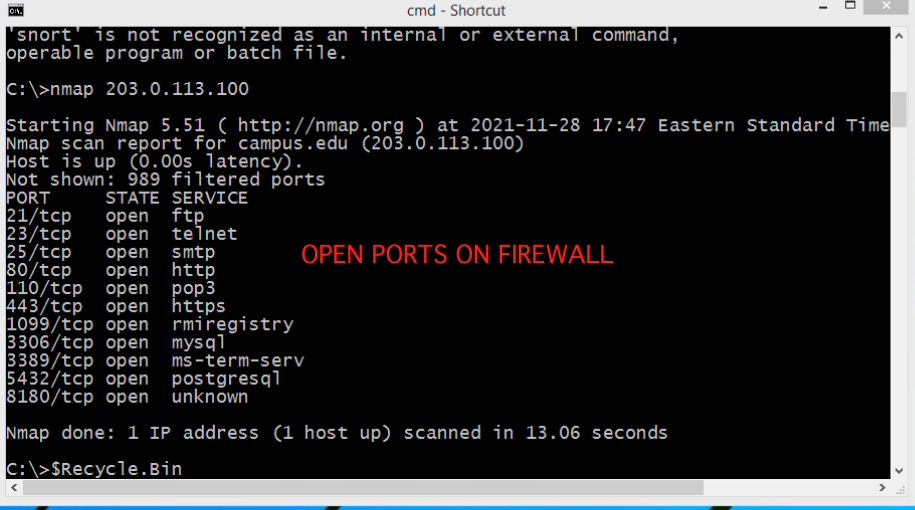 cmd - Shortcut
'snort' is not recognized as an internal or external command,
operable program or batch file.
C:\>nmap 203.0.113.100
Starting Nmap 5.51 ( http://nmap.org ) at 2021-11-28 17:47 Eastern Standard Time
Nmap scan report for campus.edu (203.0.113.100)
Host is up (0.00s latency).
Not shown: 989 filtered ports
PORT     STATE SERVICE
21/tcp   open  ftp
23/tcp   open  telnet
25/tcp   open  smtp
OPEN PORTS ON FIREWALL
80/tcp   open  http
110/tcp  open  pop3
443/tcp  open  https
1099/tcp open  rmiregistry
3306/tcp open  mysql
3389/tcp open  ms-term-serv
5432/tcp open  postgresql
8180/tcp open  unknown
Nmap done: 1 IP address (1 host up) scanned in 13.06 seconds
C:\>$Recycle.Bin